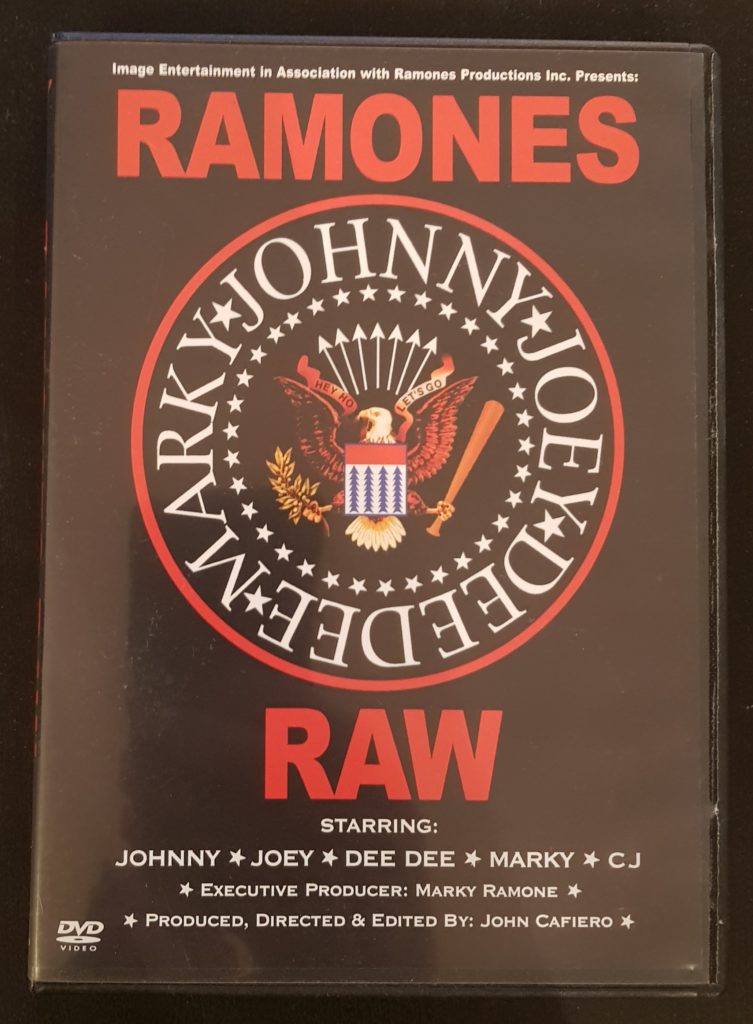 Image Entertainment in Association with Ramones Productions Inc. Presents:
RAMONES
JOHNNY ★ JOEY ★ DEE DEE ★ MARKY ★
HEY HO
LET'S GO
RAW
STARRING:
JOHNNY ★ JOEY ★ DEE DEE ★ MARKY ★ CJ
★ EXECUTIVE PRODUCER: MARKY RAMONE ★
★ PRODUCED, DIRECTED & EDITED BY: JOHN CAFIERO ★
DVD
VIDEO